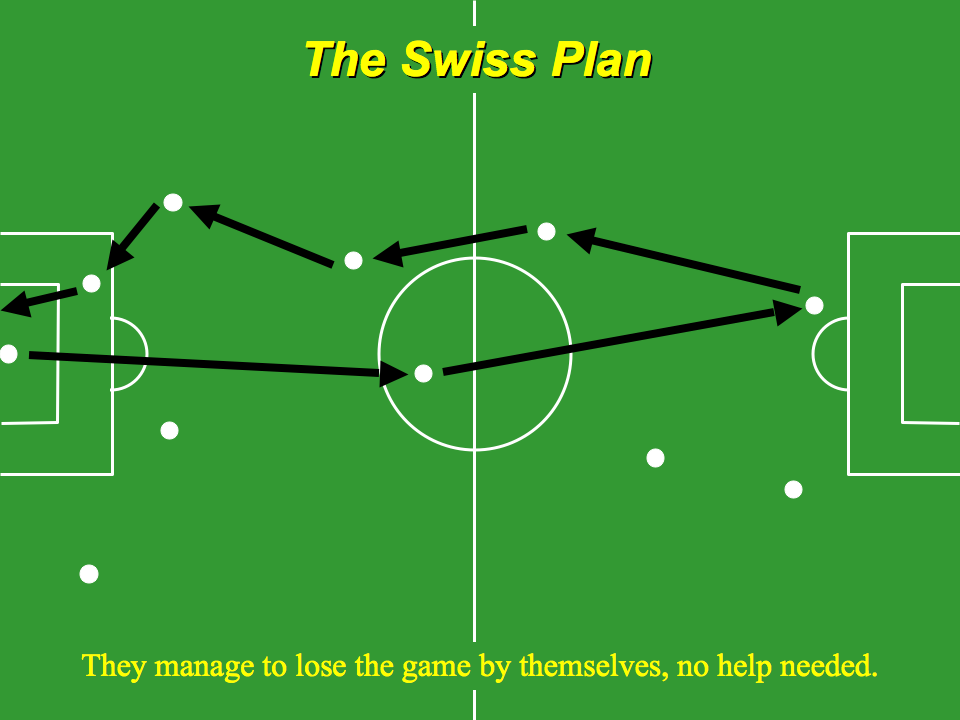 The Swiss Plan
They manage to lose the game by themselves, no help needed.